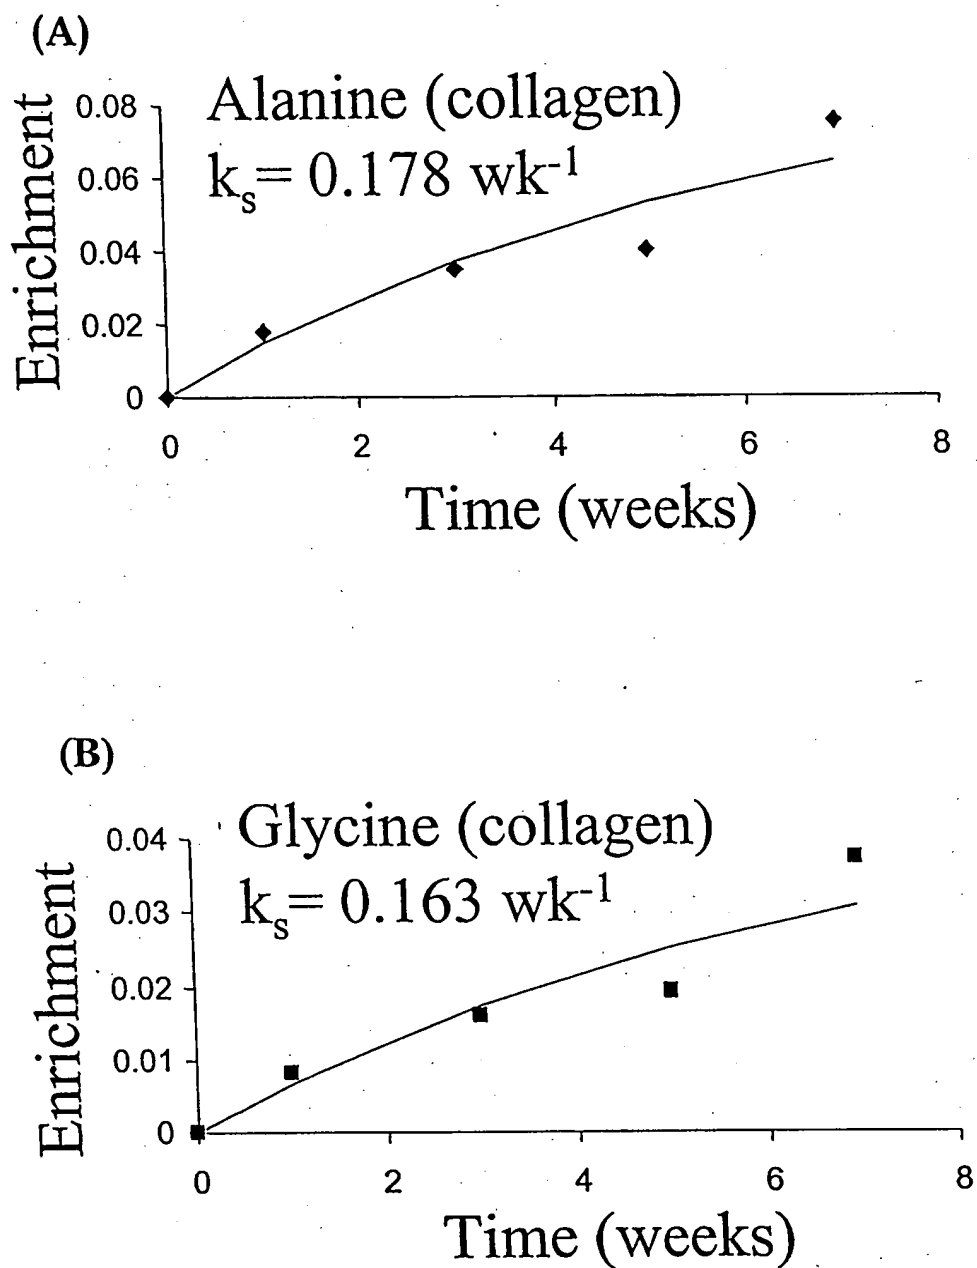 (A)
Alanine (collagen)
kₛ= 0.178 wk⁻¹
Enrichment
0.08
0.06
0.04
0.02
0
0 2 4 6 8
Time (weeks)
(B)
Glycine (collagen)
kₛ= 0.163 wk⁻¹
Enrichment
0.04
0.03
0.02
0.01
0
0 2 4 6 8
Time (weeks)